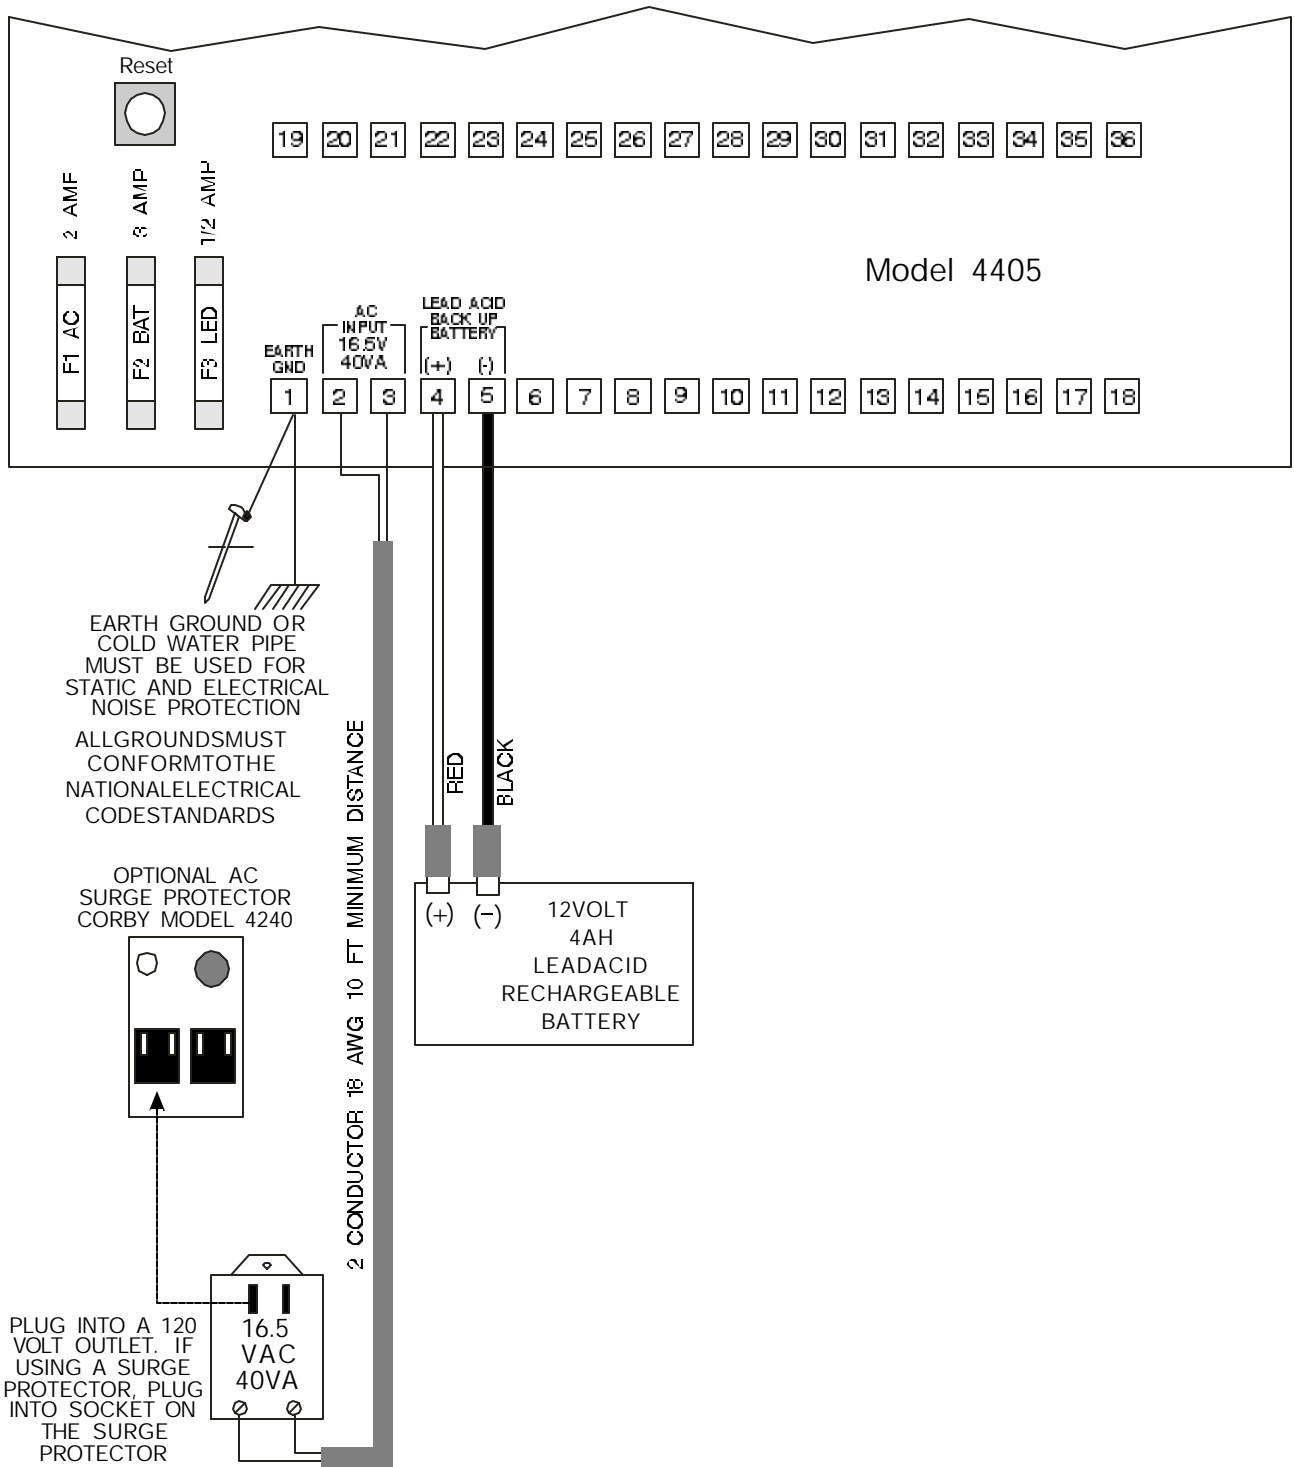 Reset
19 20 21 22 23 24 25 26 27 28 29 30 31 32 33 34 35 36
2 AMP
3 AMP
1/2 AMP
F1 AC
F2 BAT
F3 LED
Model 4405
EARTH
GND
AC
INPUT
16.5V
40VA
LEAD ACID
BACK UP
BATTERY
(+) (-)
1 2 3 4 5 6 7 8 9 10 11 12 13 14 15 16 17 18
EARTH GROUND OR
COLD WATER PIPE
MUST BE USED FOR
STATIC AND ELECTRICAL
NOISE PROTECTION
ALLGROUNDSMUST
CONFORMTOTHE
NATIONALELECTRICAL
CODESTANDARDS
2 CONDUCTOR 18 AWG 10 FT MINIMUM DISTANCE
RED
BLACK
(+) (−)
12VOLT
4AH
LEADACID
RECHARGEABLE
BATTERY
OPTIONAL AC
SURGE PROTECTOR
CORBY MODEL 4240
16.5
VAC
40VA
PLUG INTO A 120
VOLT OUTLET. IF
USING A SURGE
PROTECTOR, PLUG
INTO SOCKET ON
THE SURGE
PROTECTOR